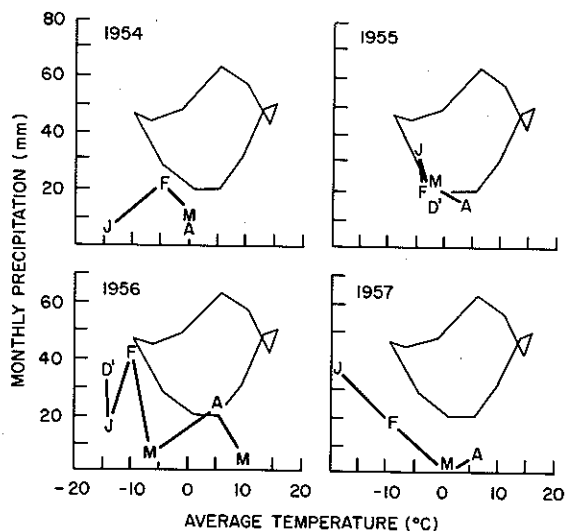 MONTHLY PRECIPITATION (mm)
80
60
40
20
60
40
20
1954
J
F
M
A
1955
J
F
M
D'
A
1956
D'
J
F
M
A
M
1957
J
F
M
A
-20 -10 0 10 20
-10 0 10 20
AVERAGE TEMPERATURE (°C)